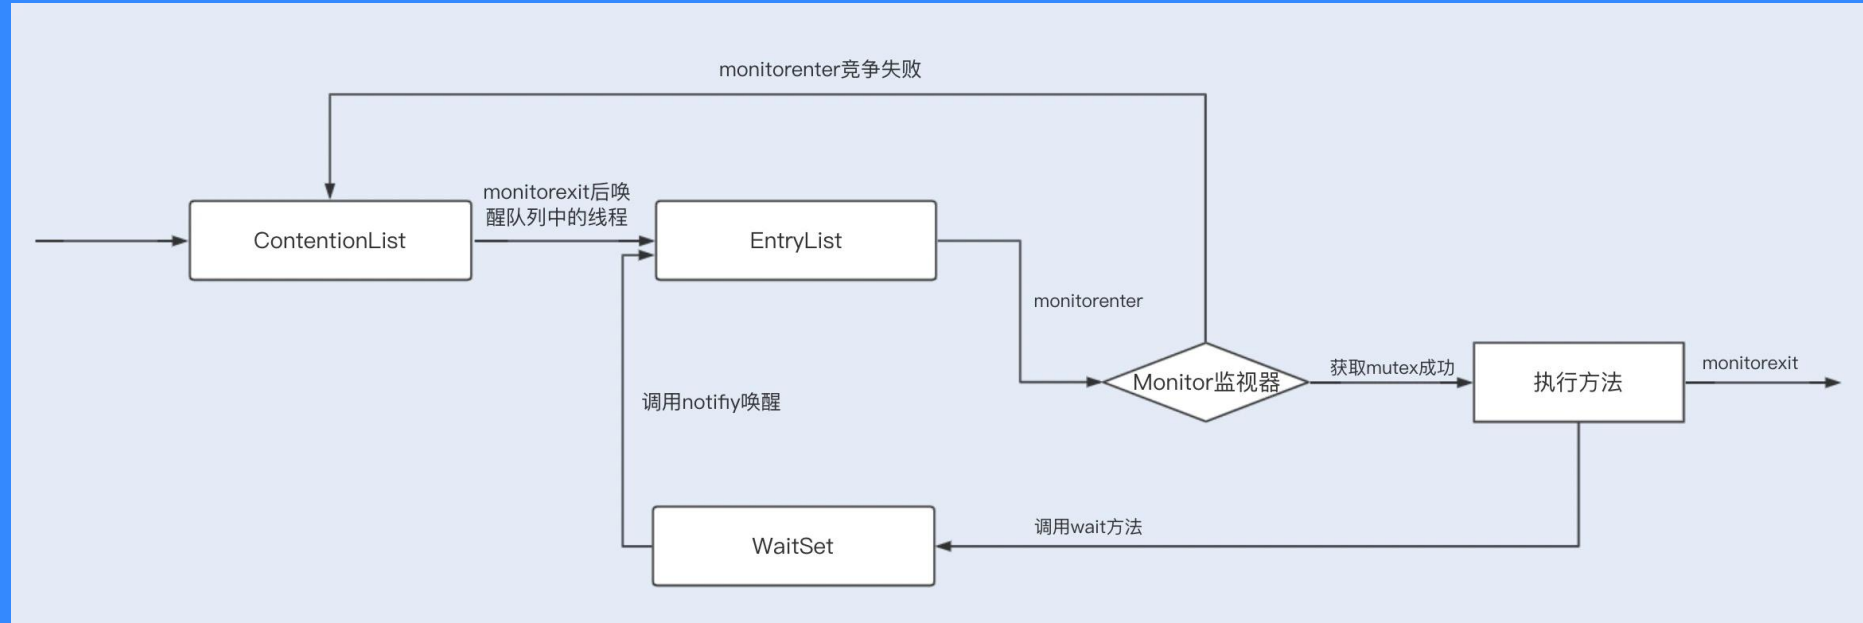 monitorenter竞争失败
monitorexit后唤
醒队列中的线程
ContentionList
EntryList
monitorenter
Monitor监视器
获取mutex成功
执行方法
monitorexit
调用notifiy唤醒
调用wait方法
WaitSet